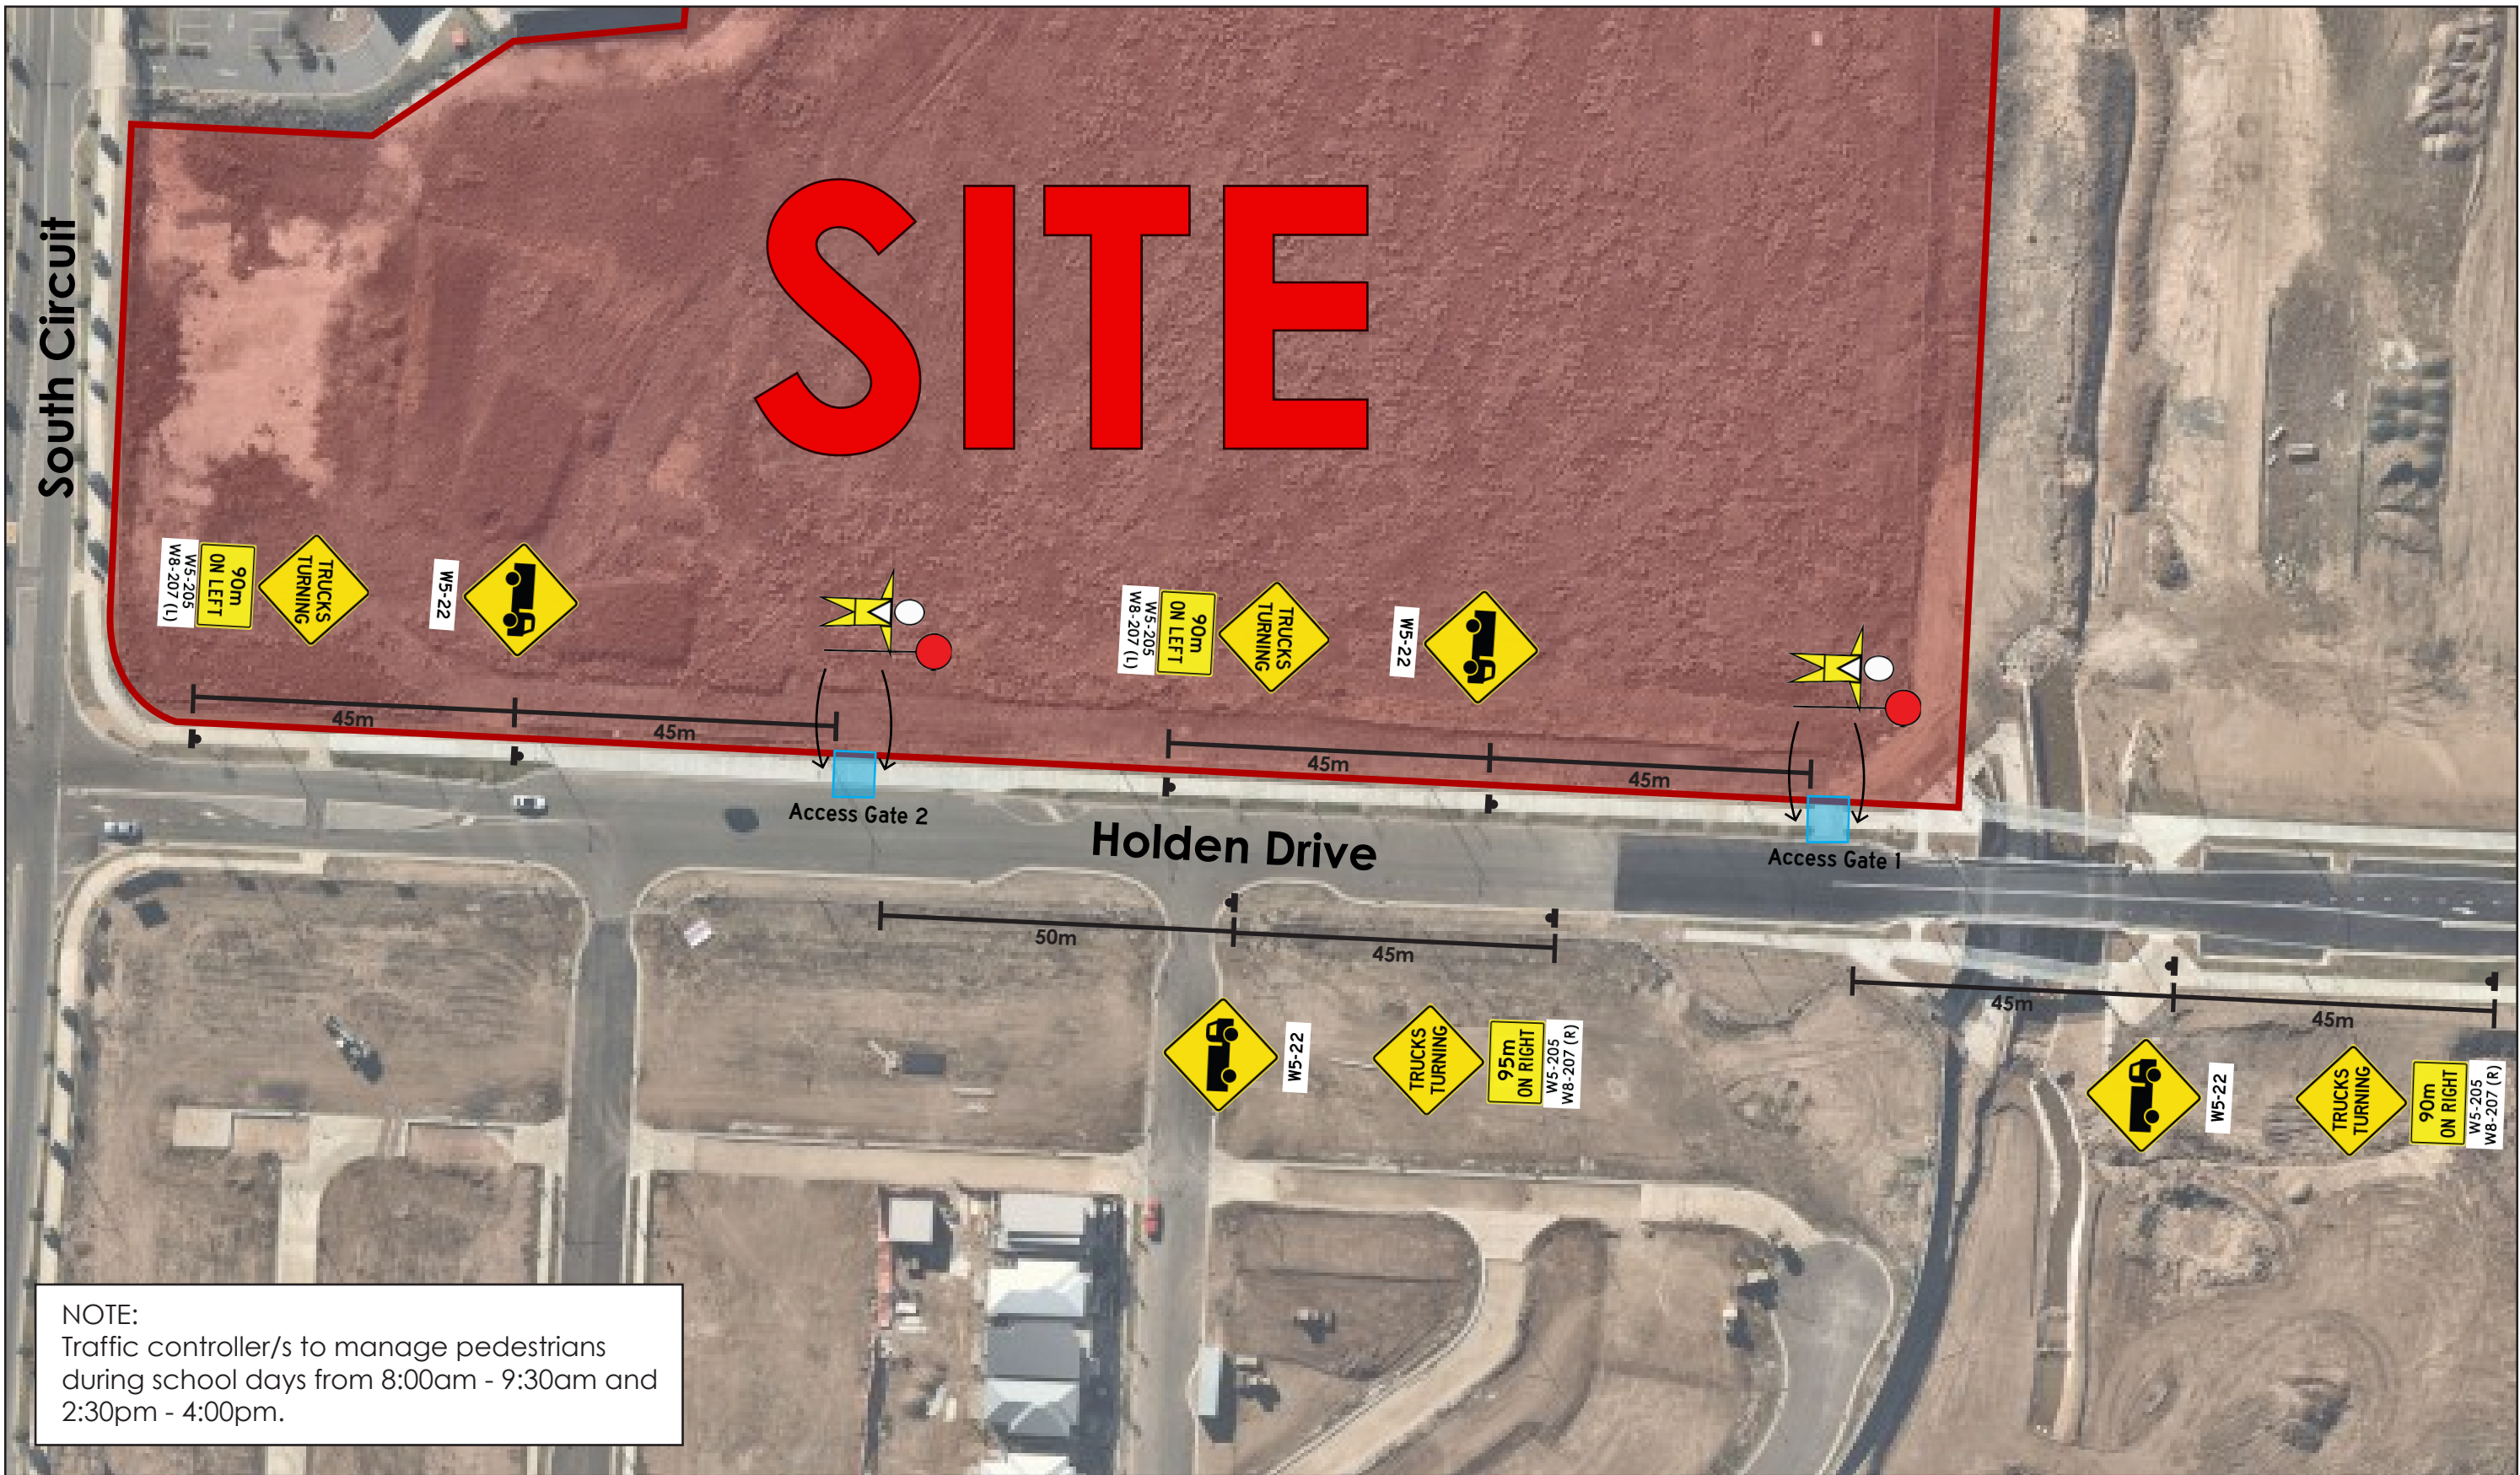 SITE
South Circuit
W5-205
W8-207 (L)
90m
ON LEFT
TRUCKS
TURNING
W5-22
W5-205
W8-207 (L)
90m
ON LEFT
TRUCKS
TURNING
W5-22
45m
45m
45m
45m
Access Gate 2
Holden Drive
Access Gate 1
50m
45m
45m
45m
W5-22
TRUCKS
TURNING
95m
ON RIGHT
W5-205
W8-207 (R)
W5-22
TRUCKS
TURNING
90m
ON RIGHT
W5-205
W8-207 (R)
NOTE:
Traffic controller/s to manage pedestrians
during school days from 8:00am - 9:30am and
2:30pm - 4:00pm.